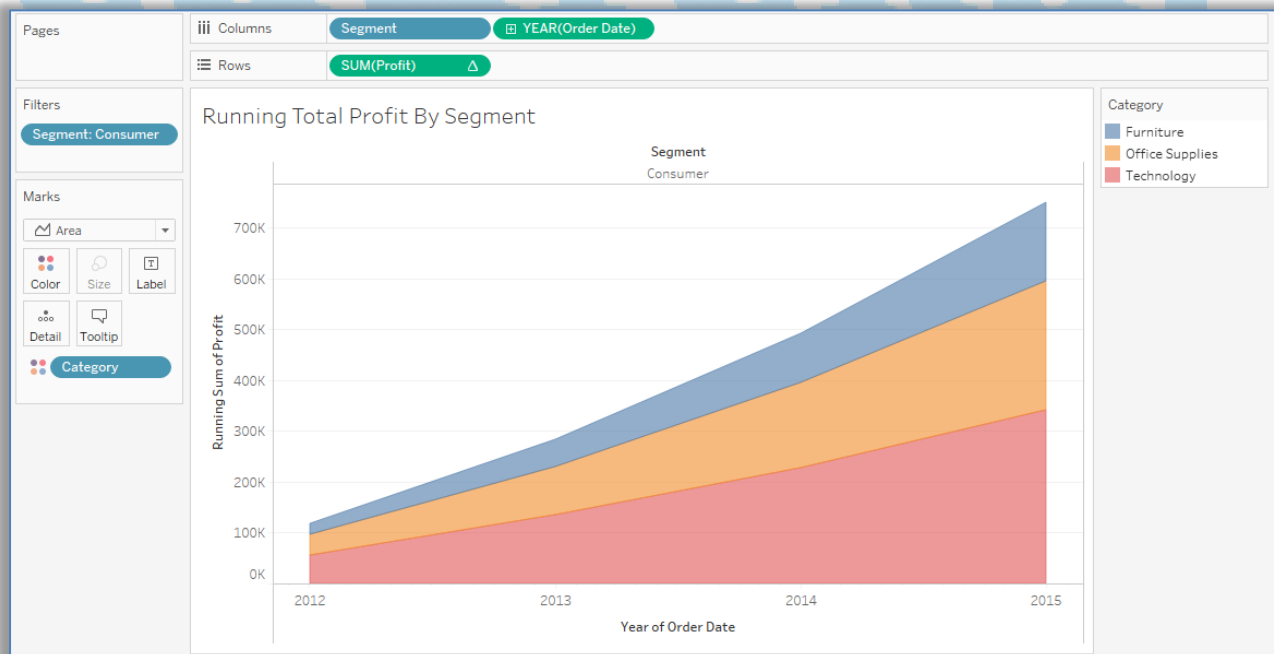 Pages
Columns
Segment
YEAR(Order Date)
Rows
SUM(Profit)
Filters
Segment: Consumer
Marks
Area
Color
Size
T
Label
Detail
Tooltip
Category
Running Total Profit By Segment
Segment
Consumer
Running Sum of Profit
700K
600K
500K
400K
300K
200K
100K
0K
2012
2013
2014
2015
Year of Order Date
Category
Furniture
Office Supplies
Technology